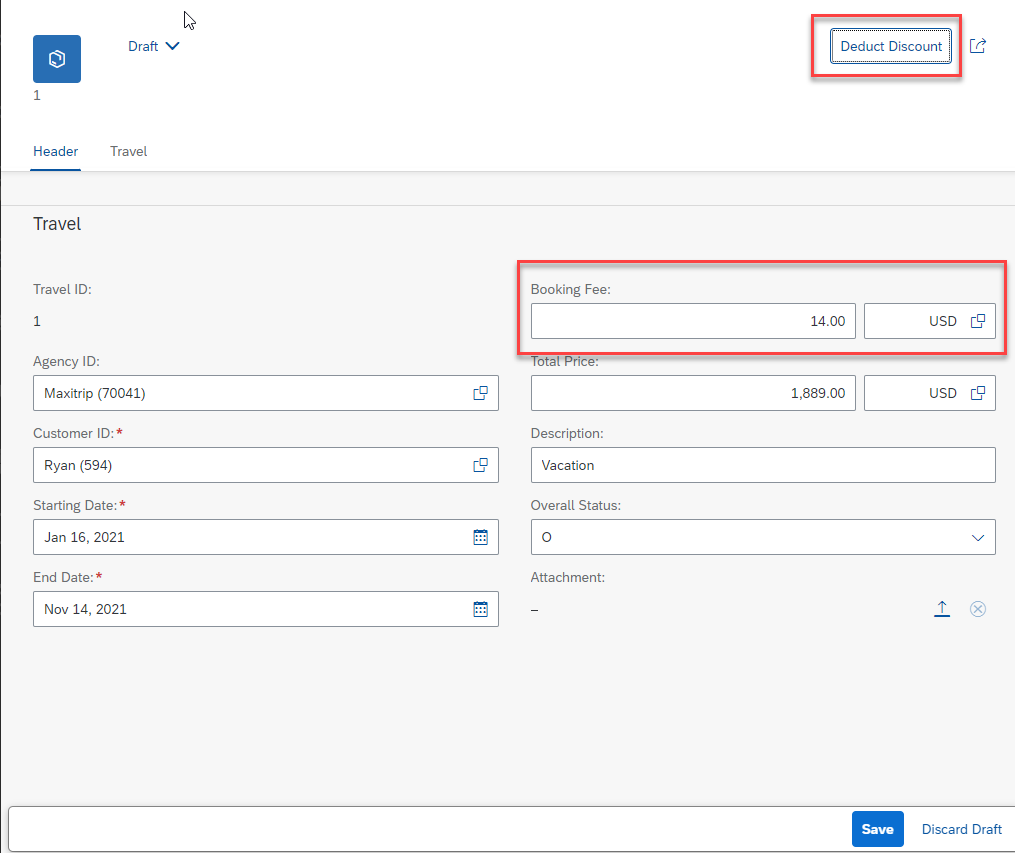 Draft
Deduct Discount
1
Header Travel
Travel
Travel ID:
1
Booking Fee:
14.00 USD
Agency ID:
Maxitrip (70041)
Total Price:
1,889.00 USD
Customer ID:*
Ryan (594)
Description:
Vacation
Starting Date:*
Jan 16, 2021
Overall Status:
O
End Date:*
Nov 14, 2021
Attachment:
–
Save Discard Draft